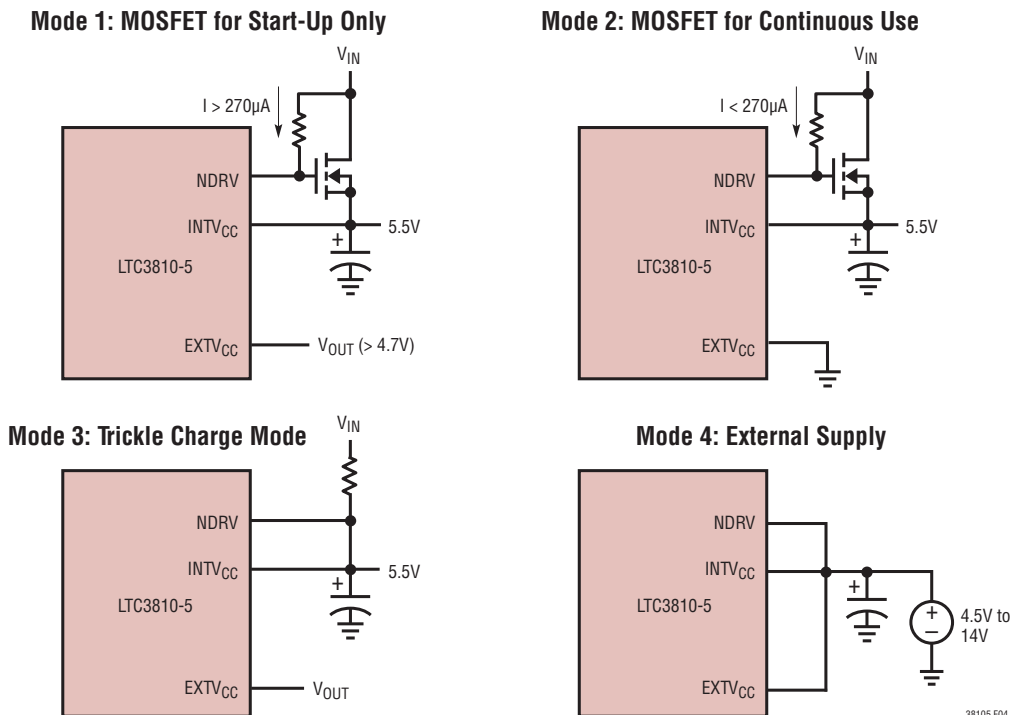 Mode 1: MOSFET for Start-Up Only
VIN
I > 270µA
NDRV
INTVCC
+
5.5V
LTC3810-5
EXTVCC
VOUT (> 4.7V)
Mode 2: MOSFET for Continuous Use
VIN
I < 270µA
NDRV
INTVCC
+
5.5V
LTC3810-5
EXTVCC
Mode 3: Trickle Charge Mode
VIN
NDRV
INTVCC
+
5.5V
LTC3810-5
EXTVCC
VOUT
Mode 4: External Supply
NDRV
INTVCC
+
LTC3810-5
+
–
4.5V to
14V
EXTVCC
38105 F04